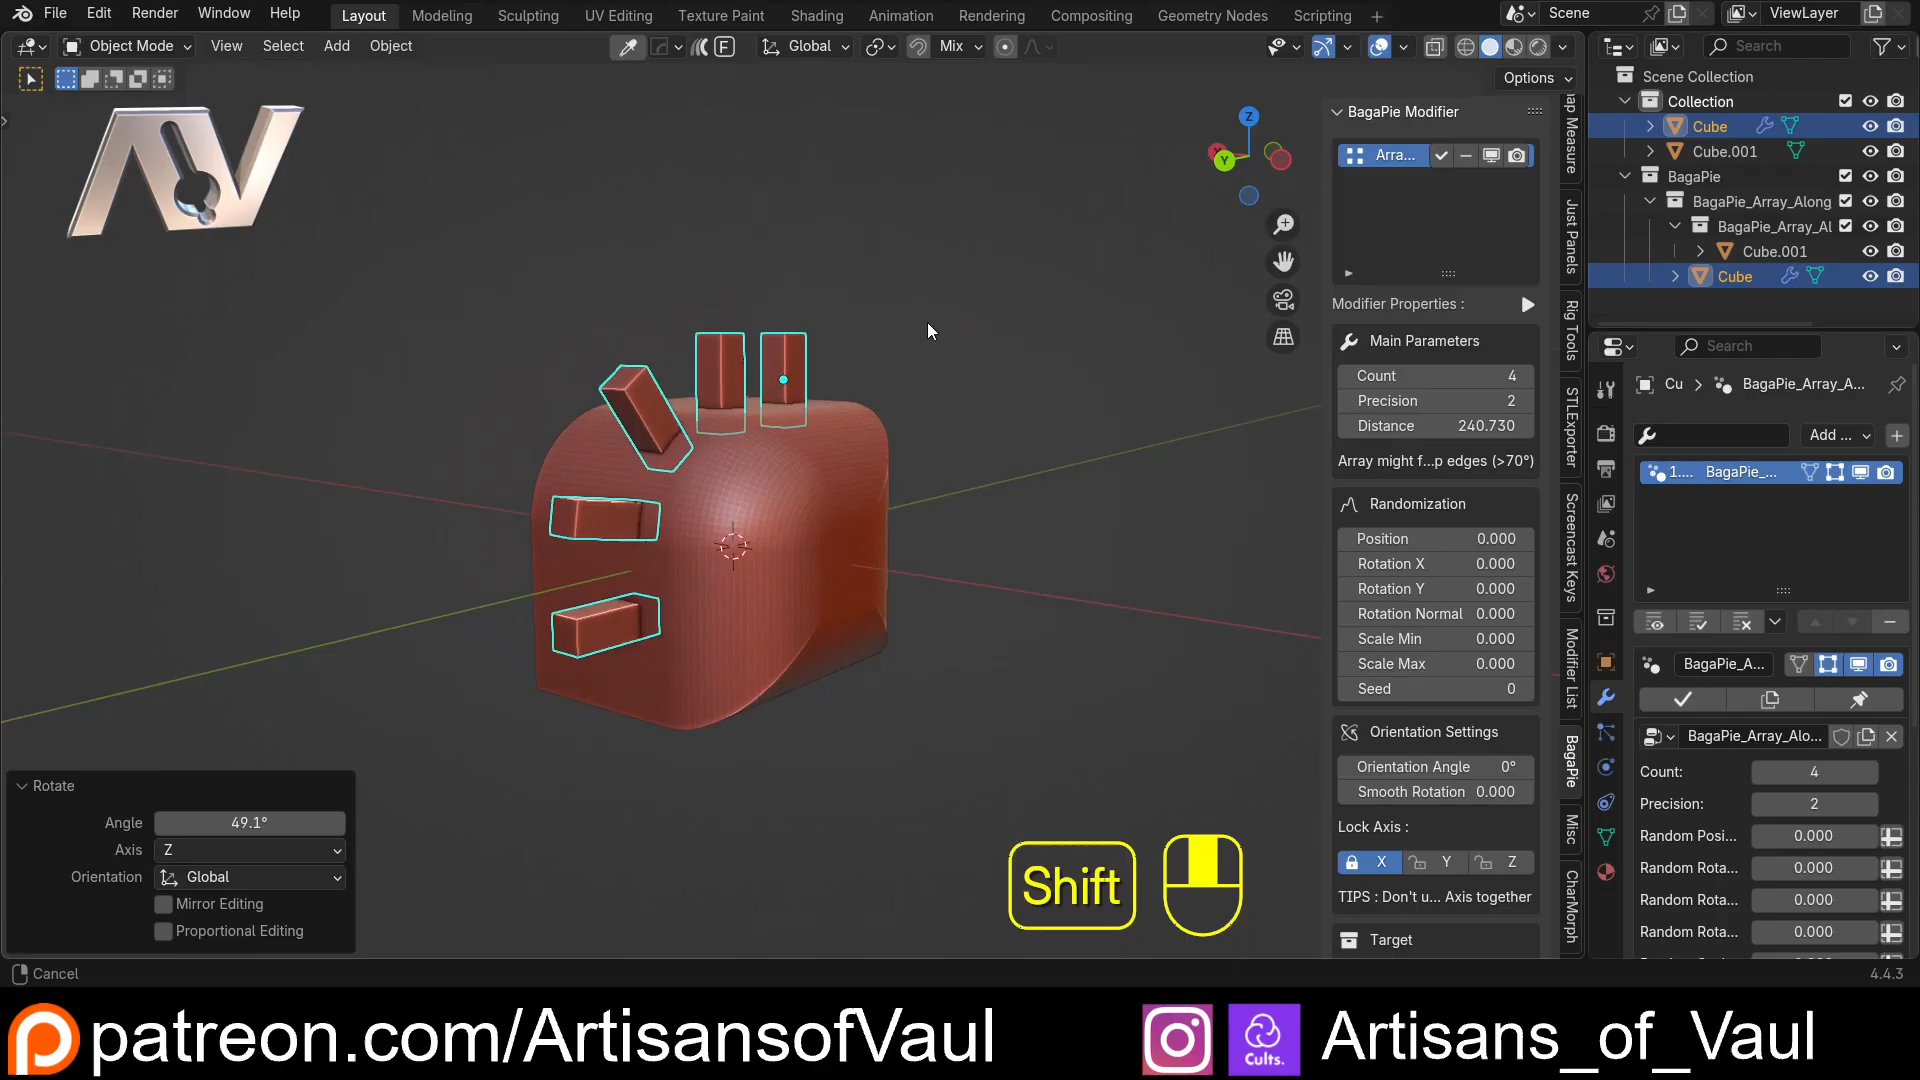 File Edit Render Window Help Layout Modeling Sculpting UV Editing Texture Paint Shading Animation Rendering Compositing Geometry Nodes Scripting Scene ViewLayer
Object Mode View Select Add Object Global Mix Search
Options
Scene Collection
Collection
Cube
Cube.001
BagaPie
BagaPie_Array_Along
BagaPie_Array_Al
Cube.001
Cube
AV
Z
Y
BagaPie Modifier
Arra...
Modifier Properties :
Main Parameters
Count 4
Precision 2
Distance 240.730
Array might f...p edges (>70°)
Randomization
Position 0.000
Rotation X 0.000
Rotation Y 0.000
Rotation Normal 0.000
Scale Min 0.000
Scale Max 0.000
Seed 0
Orientation Settings
Orientation Angle 0°
Smooth Rotation 0.000
Lock Axis :
X Y Z
TIPS : Don't u... Axis together
Target
ap Measure
Just Panels
Rig Tools
STLExporter
Screencast Keys
Modifier List
BagaPie
Misc
CharMorph
Search
Cu BagaPie_Array_A...
Add ...
1.... BagaPie_...
BagaPie_A...
BagaPie_Array_Alo...
Count: 4
Precision: 2
Random Posi... 0.000
Random Rota... 0.000
Random Rota... 0.000
Random Rota... 0.000
Rotate
Angle 49.1°
Axis Z
Orientation Global
Mirror Editing
Proportional Editing
Shift
Cancel
4.4.3
patreon.com/ArtisansofVaul
Cults.
Artisans_of_Vaul